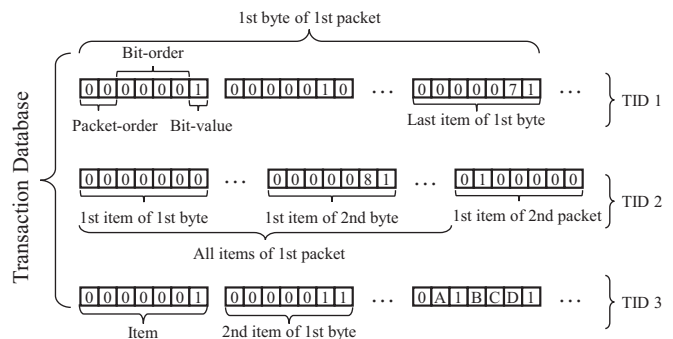 1st byte of 1st packet
Bit-order
0 0 0 0 0 0 1 0 0 0 0 0 1 0 ... 0 0 0 0 0 7 1 ...
Packet-order Bit-value Last item of 1st byte
TID 1
Transaction Database
0 0 0 0 0 0 0 ... 0 0 0 0 0 8 1 ... 0 1 0 0 0 0 0
1st item of 1st byte 1st item of 2nd byte 1st item of 2nd packet
TID 2
All items of 1st packet
0 0 0 0 0 0 1 0 0 0 0 0 1 1 ... 0 A 1 B C D 1 ...
TID 3
Item 2nd item of 1st byte